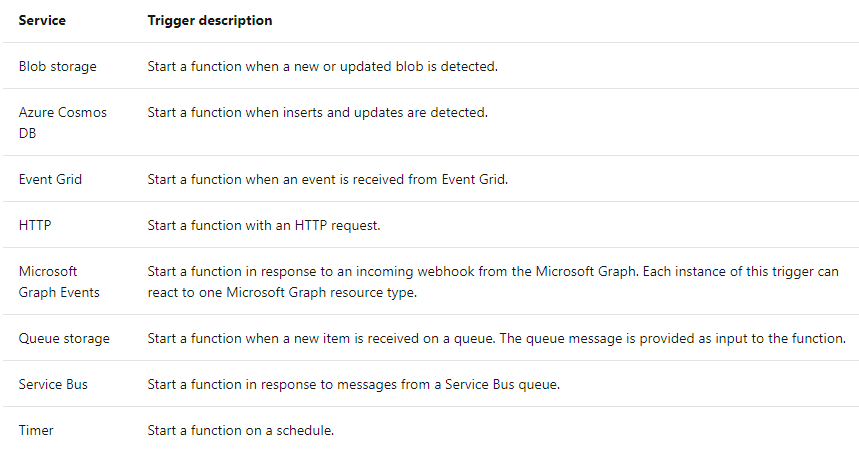 Service Trigger description
Blob storage Start a function when a new or updated blob is detected.
Azure Cosmos Start a function when inserts and updates are detected.
DB
Event Grid Start a function when an event is received from Event Grid.
HTTP Start a function with an HTTP request.
Microsoft Start a function in response to an incoming webhook from the Microsoft Graph. Each instance of this trigger can
Graph Events react to one Microsoft Graph resource type.
Queue storage Start a function when a new item is received on a queue. The queue message is provided as input to the function.
Service Bus Start a function in response to messages from a Service Bus queue.
Timer Start a function on a schedule.